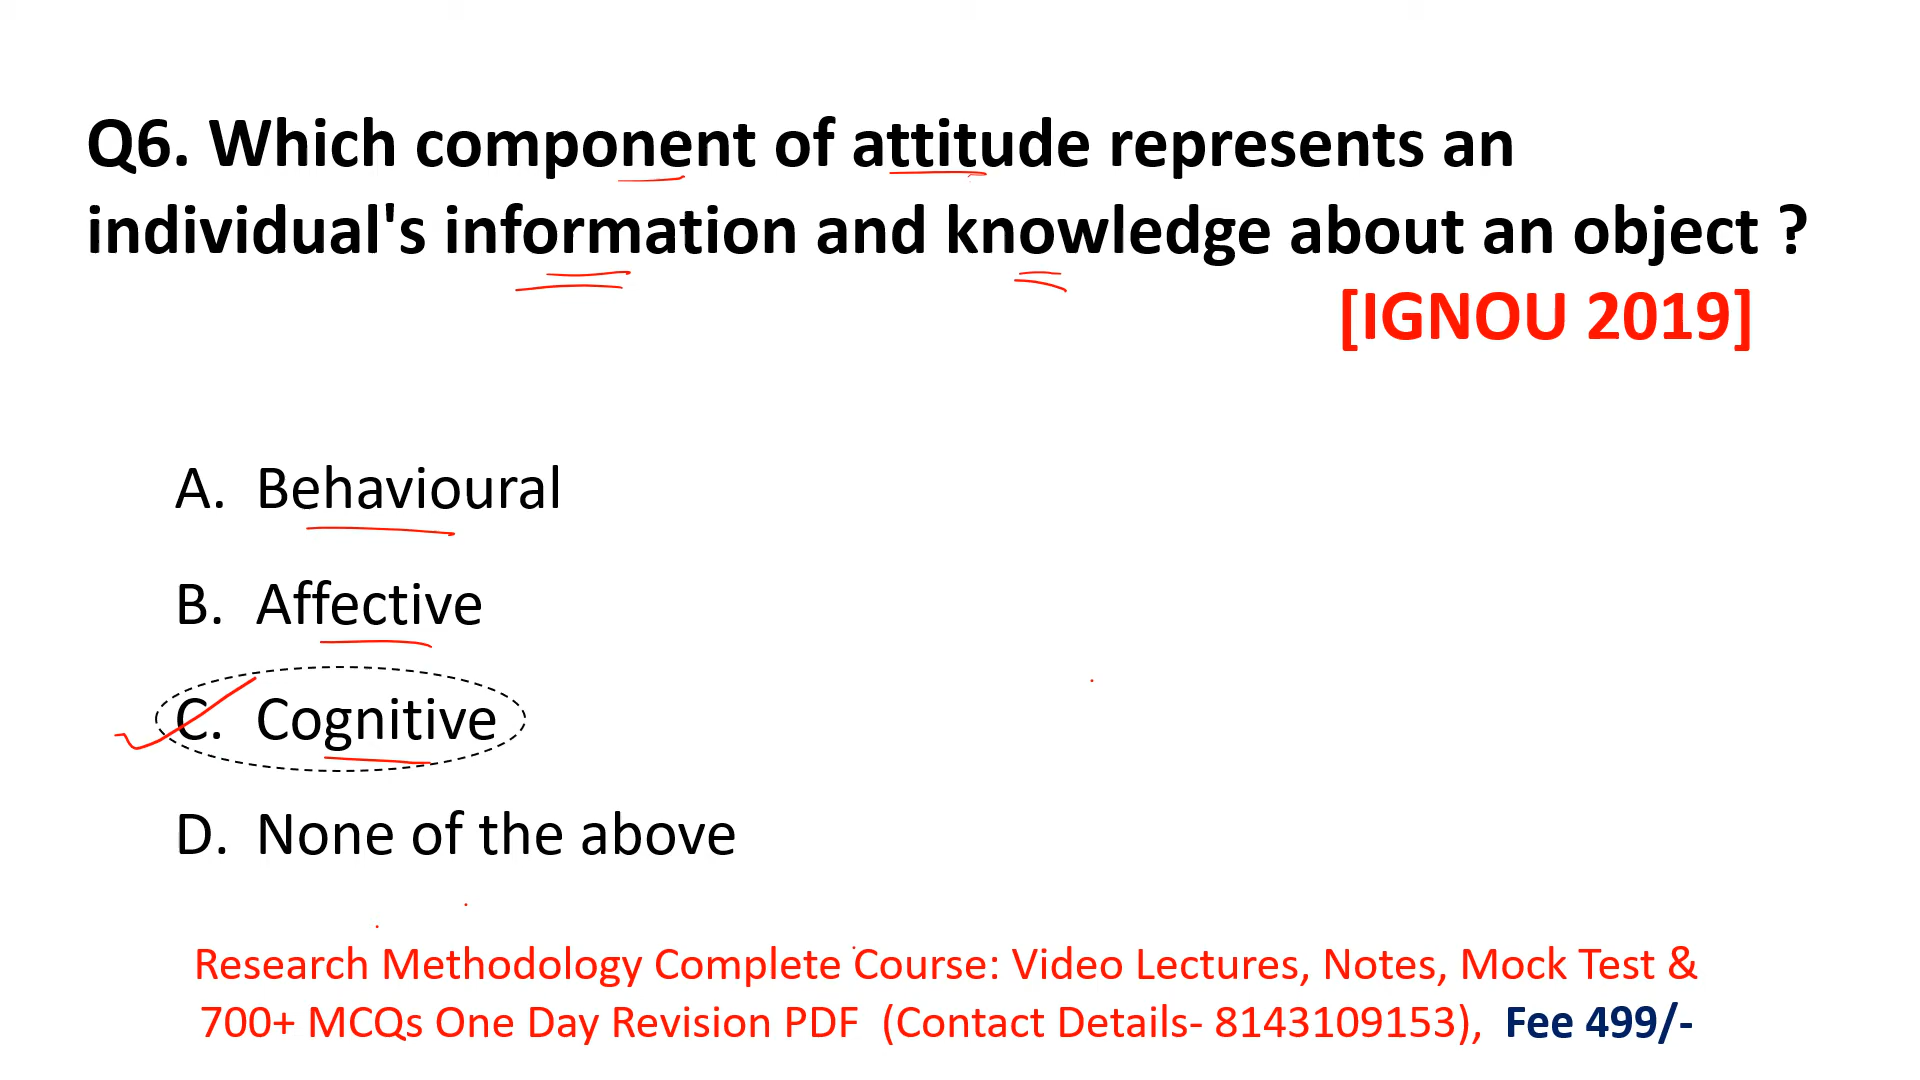 Q6. Which component of attitude represents an
individual's information and knowledge about an object ?
[IGNOU 2019]
A. Behavioural
B. Affective
C. Cognitive
D. None of the above
Research Methodology Complete Course: Video Lectures, Notes, Mock Test &
700+ MCQs One Day Revision PDF (Contact Details- 8143109153), Fee 499/-